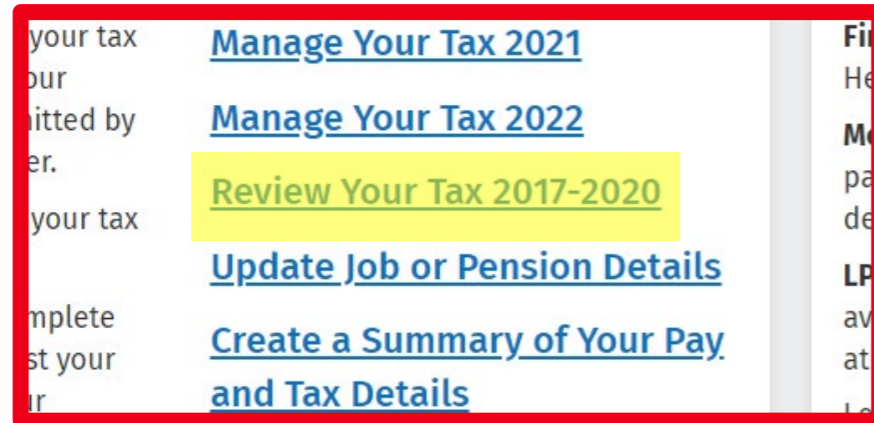 your tax
our
itted by
er.
your tax
mplete
st your
ur
Manage Your Tax 2021
Manage Your Tax 2022
Review Your Tax 2017-2020
Update Job or Pension Details
Create a Summary of Your Pay
and Tax Details
Fi
He
Me
pa
de
LP
av
at